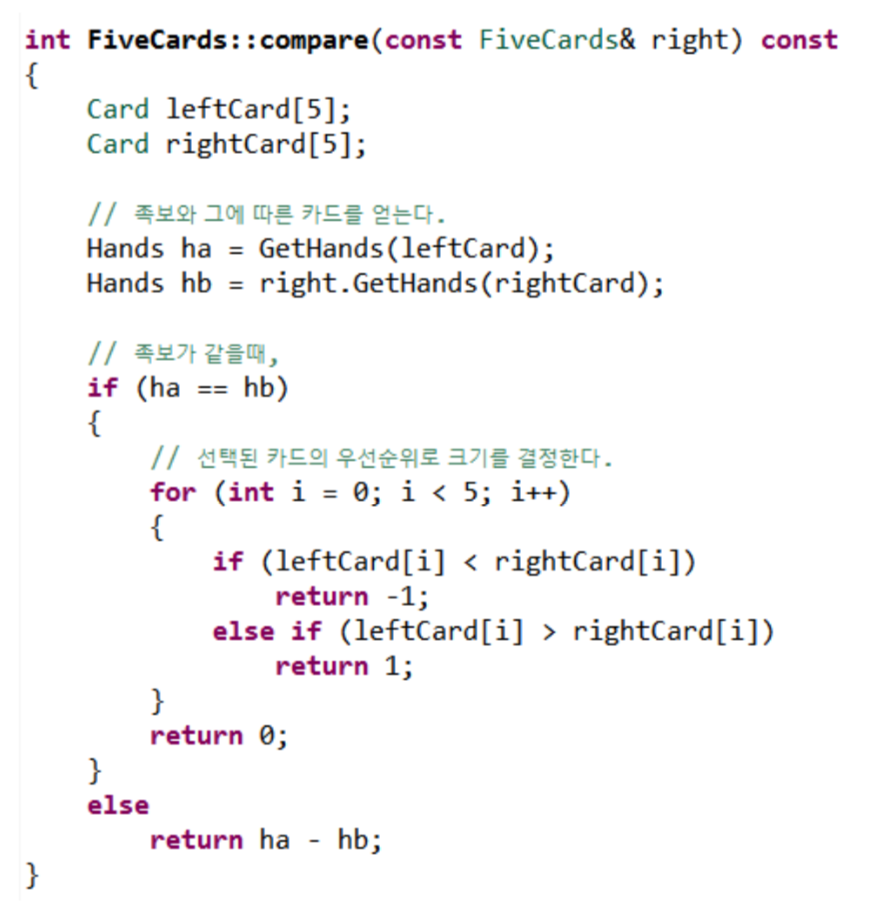 int FiveCards::compare(const FiveCards& right) const
{
    Card leftCard[5];
    Card rightCard[5];

    // 족보와 그에 따른 카드를 얻는다.
    Hands ha = GetHands(leftCard);
    Hands hb = right.GetHands(rightCard);

    // 족보가 같을때,
    if (ha == hb)
    {
        // 선택된 카드의 우선순위로 크기를 결정한다.
        for (int i = 0; i < 5; i++)
        {
            if (leftCard[i] < rightCard[i])
                return -1;
            else if (leftCard[i] > rightCard[i])
                return 1;
        }
        return 0;
    }
    else
        return ha - hb;
}